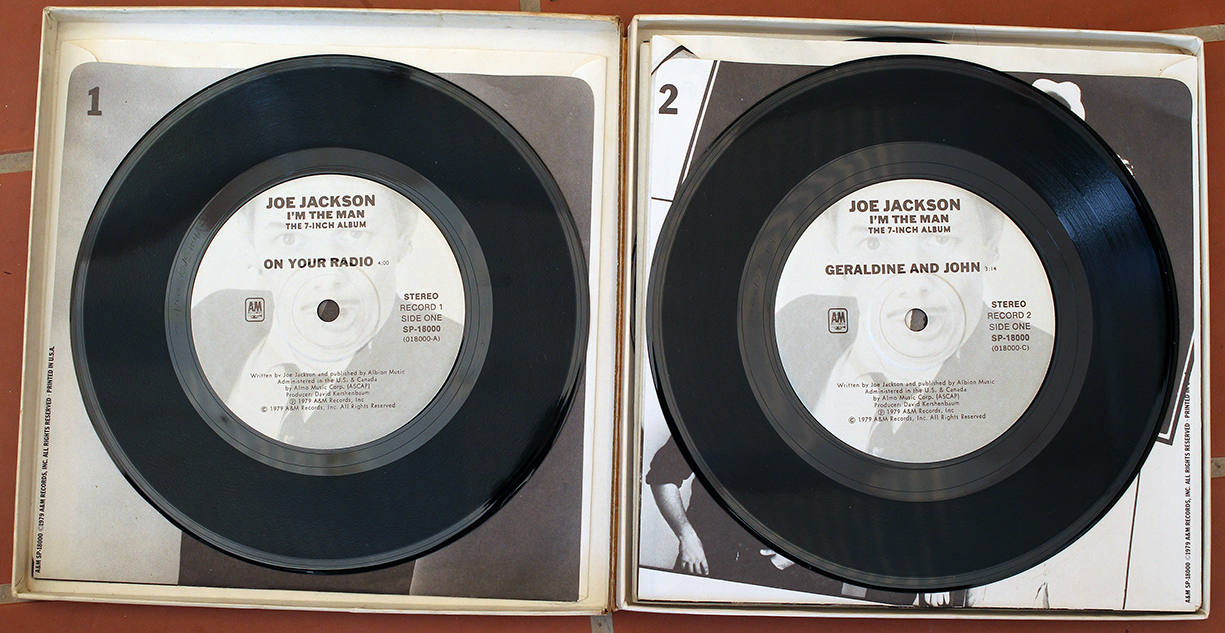 1
JOE JACKSON
I'M THE MAN
THE 7-INCH ALBUM
ON YOUR RADIO 4:00
A&M
STEREO
RECORD 1
SIDE ONE
SP-18000
(018000-A)
Written by Joe Jackson and published by Albion Music
Administered in the U.S. & Canada
by Almo Music Corp. (ASCAP)
Producer: David Kershenbaum
Ⓟ 1979 A&M Records, Inc
© 1979 A&M Records, Inc. All Rights Reserved
A&M SP-18000 ©1979 A&M RECORDS, INC. ALL RIGHTS RESERVED · PRINTED IN U.S.A.
2
JOE JACKSON
I'M THE MAN
THE 7-INCH ALBUM
GERALDINE AND JOHN 3:14
A&M
STEREO
RECORD 2
SIDE ONE
SP-18000
(018000-C)
Written by Joe Jackson and published by Albion Music
Administered in the U.S. & Canada
by Almo Music Corp. (ASCAP)
Producer: David Kershenbaum
Ⓟ 1979 A&M Records, Inc
© 1979 A&M Records, Inc. All Rights Reserved
A&M SP-18000 ©1979 A&M RECORDS, INC. ALL RIGHTS RESERVED · PRINTED